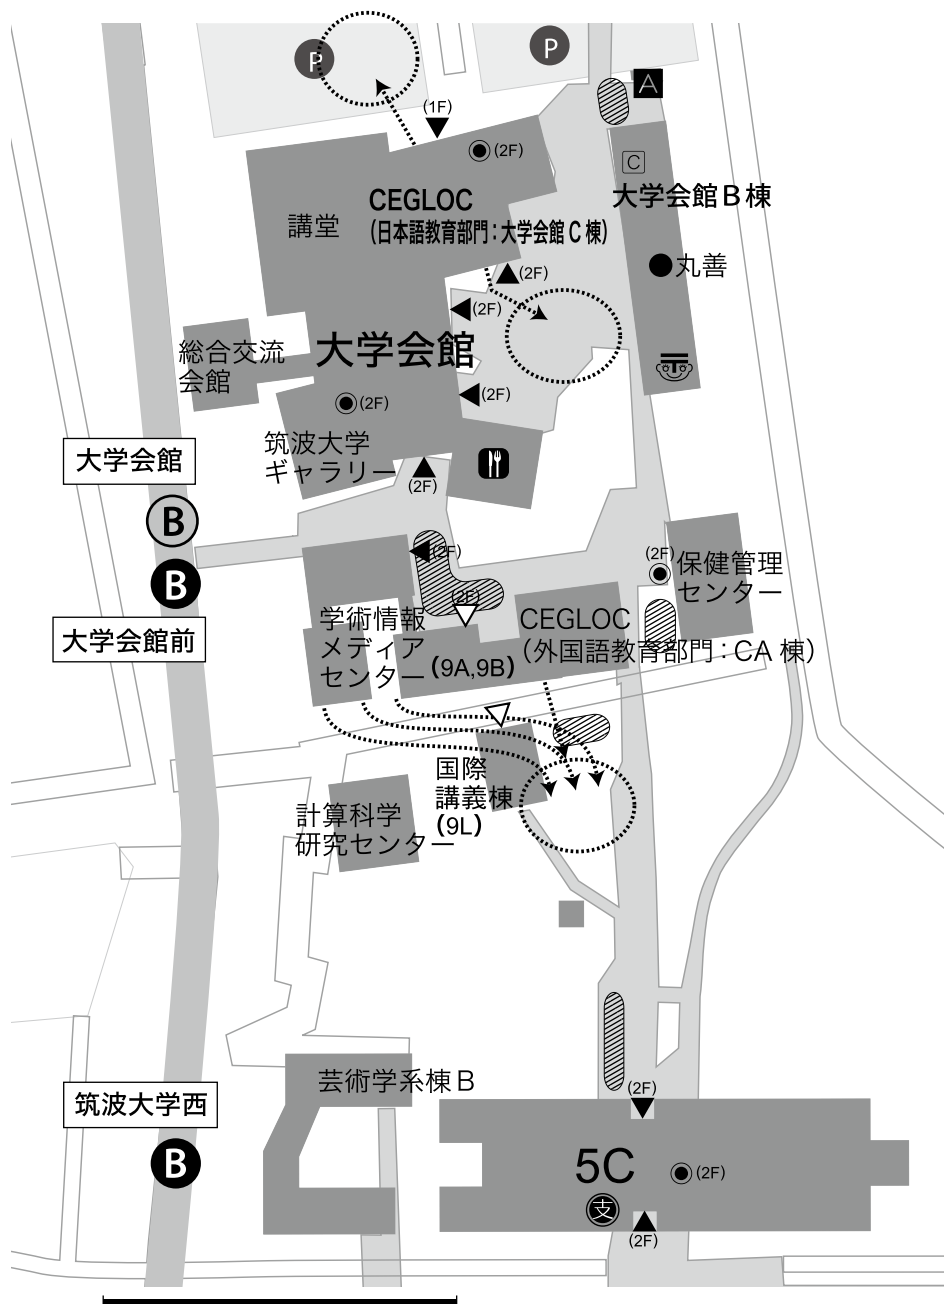 P
P
A
(1F)
(2F)
C
CEGLOC
(日本語教育部門：大学会館C棟)
講堂
大学会館B棟
丸善
(2F)
(2F)
大学会館
総合交流
会館
(2F)
(2F)
筑波大学
ギャラリー
(2F)
大学会館
B
B
大学会館前
(2F)
(2F)
保健管理
センター
(2F)
学術情報
メディア
センター
(9A,9B)
CEGLOC
（外国語教育部門：CA棟）
国際
講義棟
(9L)
計算科学
研究センター
芸術学系棟B
筑波大学西
B
(2F)
5C
(2F)
支
(2F)